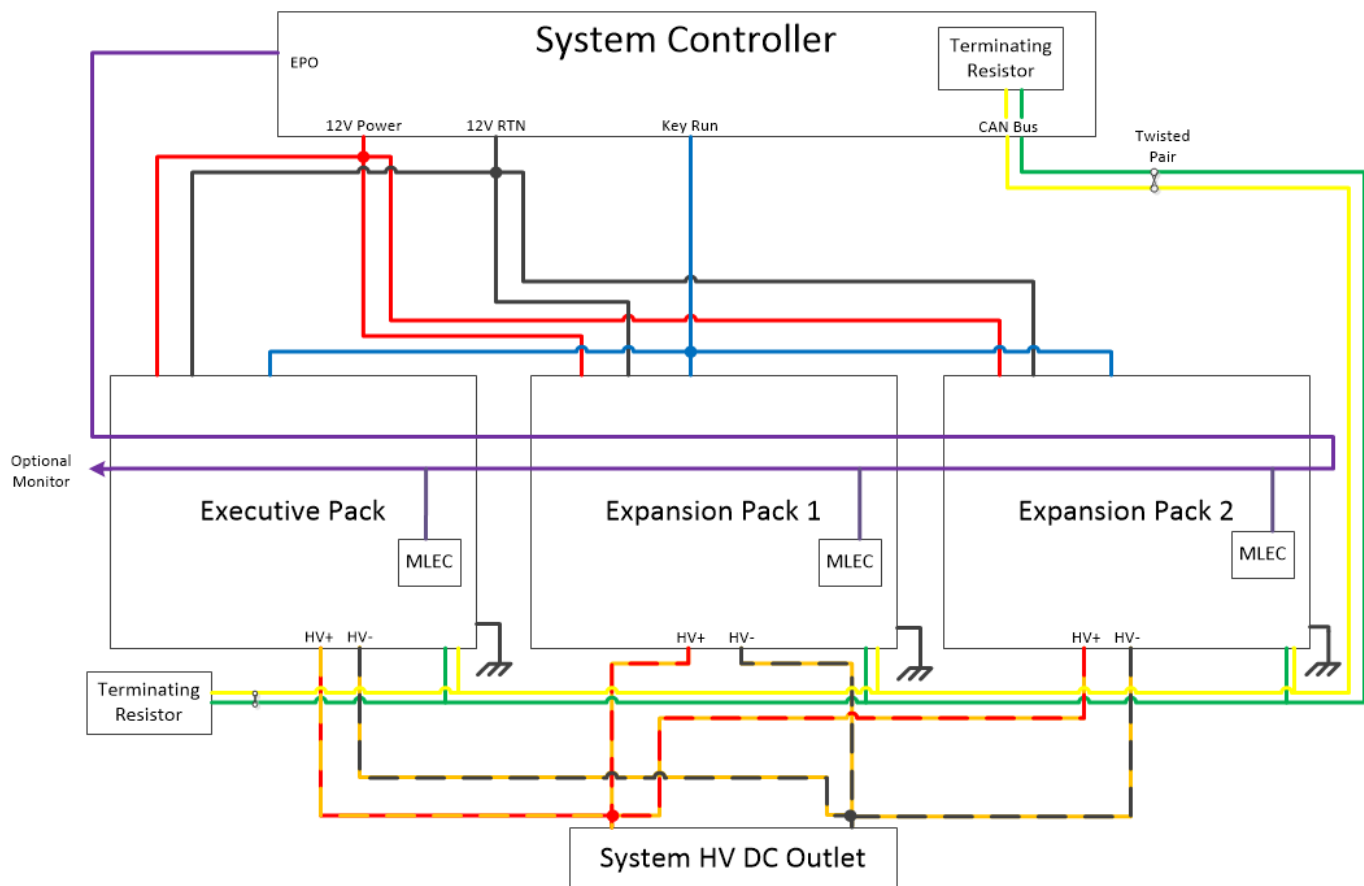 System Controller
Terminating
Resistor
EPO
12V Power
12V RTN
Key Run
CAN Bus
Twisted
Pair
Optional
Monitor
Executive Pack
Expansion Pack 1
Expansion Pack 2
MLEC
MLEC
MLEC
HV+
HV-
HV+
HV-
HV+
HV-
Terminating
Resistor
System HV DC Outlet